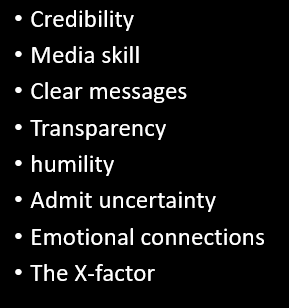 • Credibility
• Media skill
• Clear messages
• Transparency
• humility
• Admit uncertainty
• Emotional connections
• The X-factor